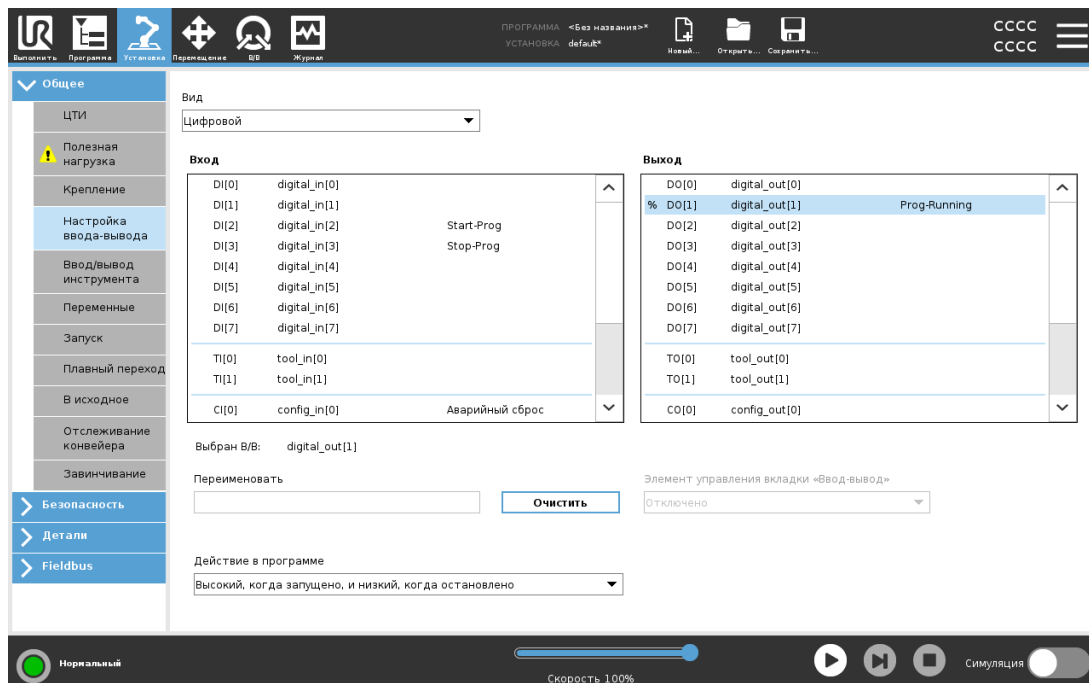 ПРОГРАММА <Без названия>*
УСТАНОВКА default*
CCCC
CCCC
UR
Выполнить
Программа
Установка
Перемещение
В/В
Журнал
Новый...
Открыть...
Сохранить...
Общее
ЦТИ
Полезная
нагрузка
Крепление
Настройка
ввода-вывода
Ввод/вывод
инструмента
Переменные
Запуск
Плавный переход
В исходное
Отслеживание
конвейера
Завинчивание
Безопасность
Детали
Fieldbus
Вид
Цифровой
Вход
DI[0] digital_in[0]
DI[1] digital_in[1]
DI[2] digital_in[2] Start-Prog
DI[3] digital_in[3] Stop-Prog
DI[4] digital_in[4]
DI[5] digital_in[5]
DI[6] digital_in[6]
DI[7] digital_in[7]
TI[0] tool_in[0]
TI[1] tool_in[1]
CI[0] config_in[0] Аварийный сброс
Выход
DO[0] digital_out[0]
% DO[1] digital_out[1] Prog-Running
DO[2] digital_out[2]
DO[3] digital_out[3]
DO[4] digital_out[4]
DO[5] digital_out[5]
DO[6] digital_out[6]
DO[7] digital_out[7]
TO[0] tool_out[0]
TO[1] tool_out[1]
CO[0] config_out[0]
Выбран В/В: digital_out[1]
Переименовать
Очистить
Элемент управления вкладки «Ввод-вывод»
Отключено
Действие в программе
Высокий, когда запущено, и низкий, когда остановлено
Нормальный
Скорость 100%
Симуляция